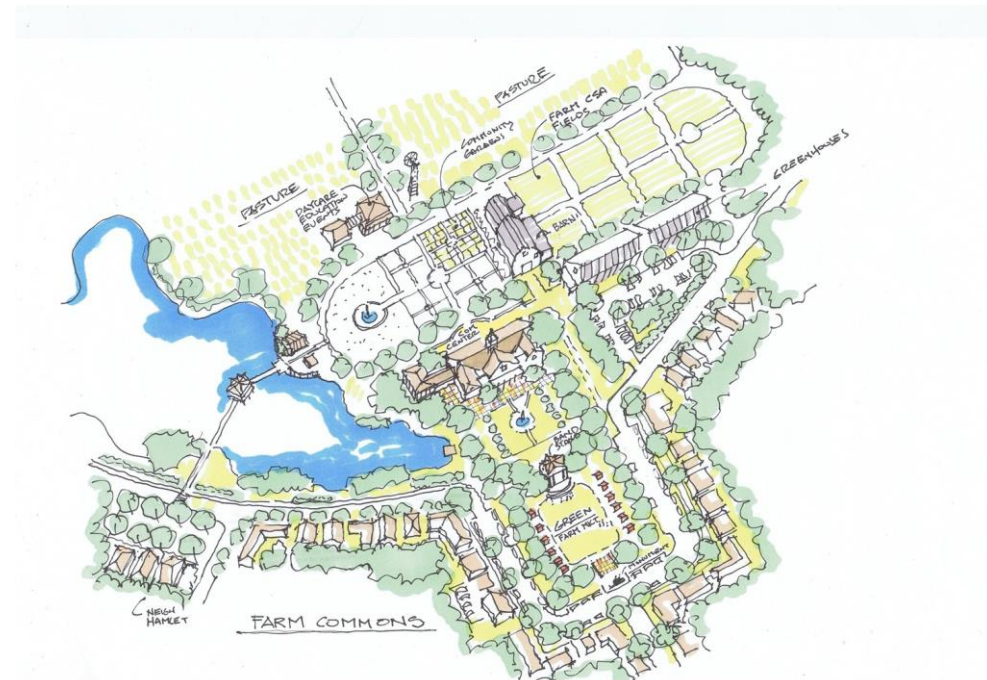 PASTURE
FARM CSA
FIELDS
COMMUNITY
GARDENS
GREENHOUSES
PASTURE
DAYCARE
EDUCATION
EVENTS
BARN
COM
CENTER
BAND
STAND
GREEN
FARM MKT
MONUMENT
NEIGH
HAMLET
FARM COMMONS